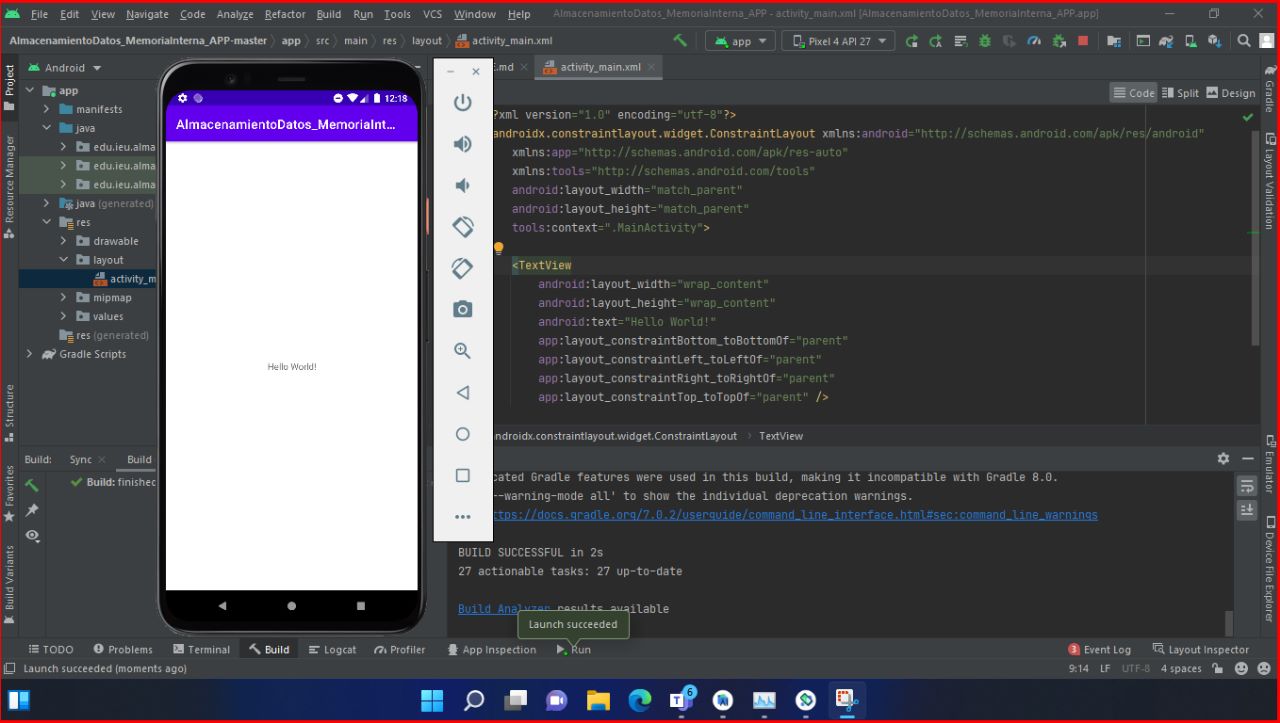 File Edit View Navigate Code Analyze Refactor Build Run Tools VCS Window Help AlmacenamientoDatos_MemoriaInterna_APP - activity_main.xml [AlmacenamientoDatos_MemoriaInterna_APP.app]
AlmacenamientoDatos_MemoriaInterna_APP-master app src main res layout activity_main.xml
app Pixel 4 API 27
Android
.md activity_main.xml
Code Split Design
Project
Resource Manager
Structure
Favorites
Build Variants
app
manifests
java
edu.ieu.alma
edu.ieu.alma
edu.ieu.alma
java (generated)
res
drawable
layout
activity_m
mipmap
values
res (generated)
Gradle Scripts
12:18
AlmacenamientoDatos_MemoriaInt...
Hello World!
?xml version="1.0" encoding="utf-8"?>
androidx.constraintlayout.widget.ConstraintLayout xmlns:android="http://schemas.android.com/apk/res/android"
xmlns:app="http://schemas.android.com/apk/res-auto"
xmlns:tools="http://schemas.android.com/tools"
android:layout_width="match_parent"
android:layout_height="match_parent"
tools:context=".MainActivity">
<TextView
android:layout_width="wrap_content"
android:layout_height="wrap_content"
android:text="Hello World!"
app:layout_constraintBottom_toBottomOf="parent"
app:layout_constraintLeft_toLeftOf="parent"
app:layout_constraintRight_toRightOf="parent"
app:layout_constraintTop_toTopOf="parent" />
androidx.constraintlayout.widget.ConstraintLayout TextView
Gradle
Layout Validation
Emulator
Device File Explorer
Build: Sync Build
Build: finished
cated Gradle features were used in this build, making it incompatible with Gradle 8.0.
--warning-mode all' to show the individual deprecation warnings.
ttps://docs.gradle.org/7.0.2/userguide/command_line_interface.html#sec:command_line_warnings
BUILD SUCCESSFUL in 2s
27 actionable tasks: 27 up-to-date
Build Analyzer results available
Launch succeeded
TODO Problems Terminal Build Logcat Profiler App Inspection Run 3 Event Log Layout Inspector
Launch succeeded (moments ago) 9:14 LF UTF-8 4 spaces
6